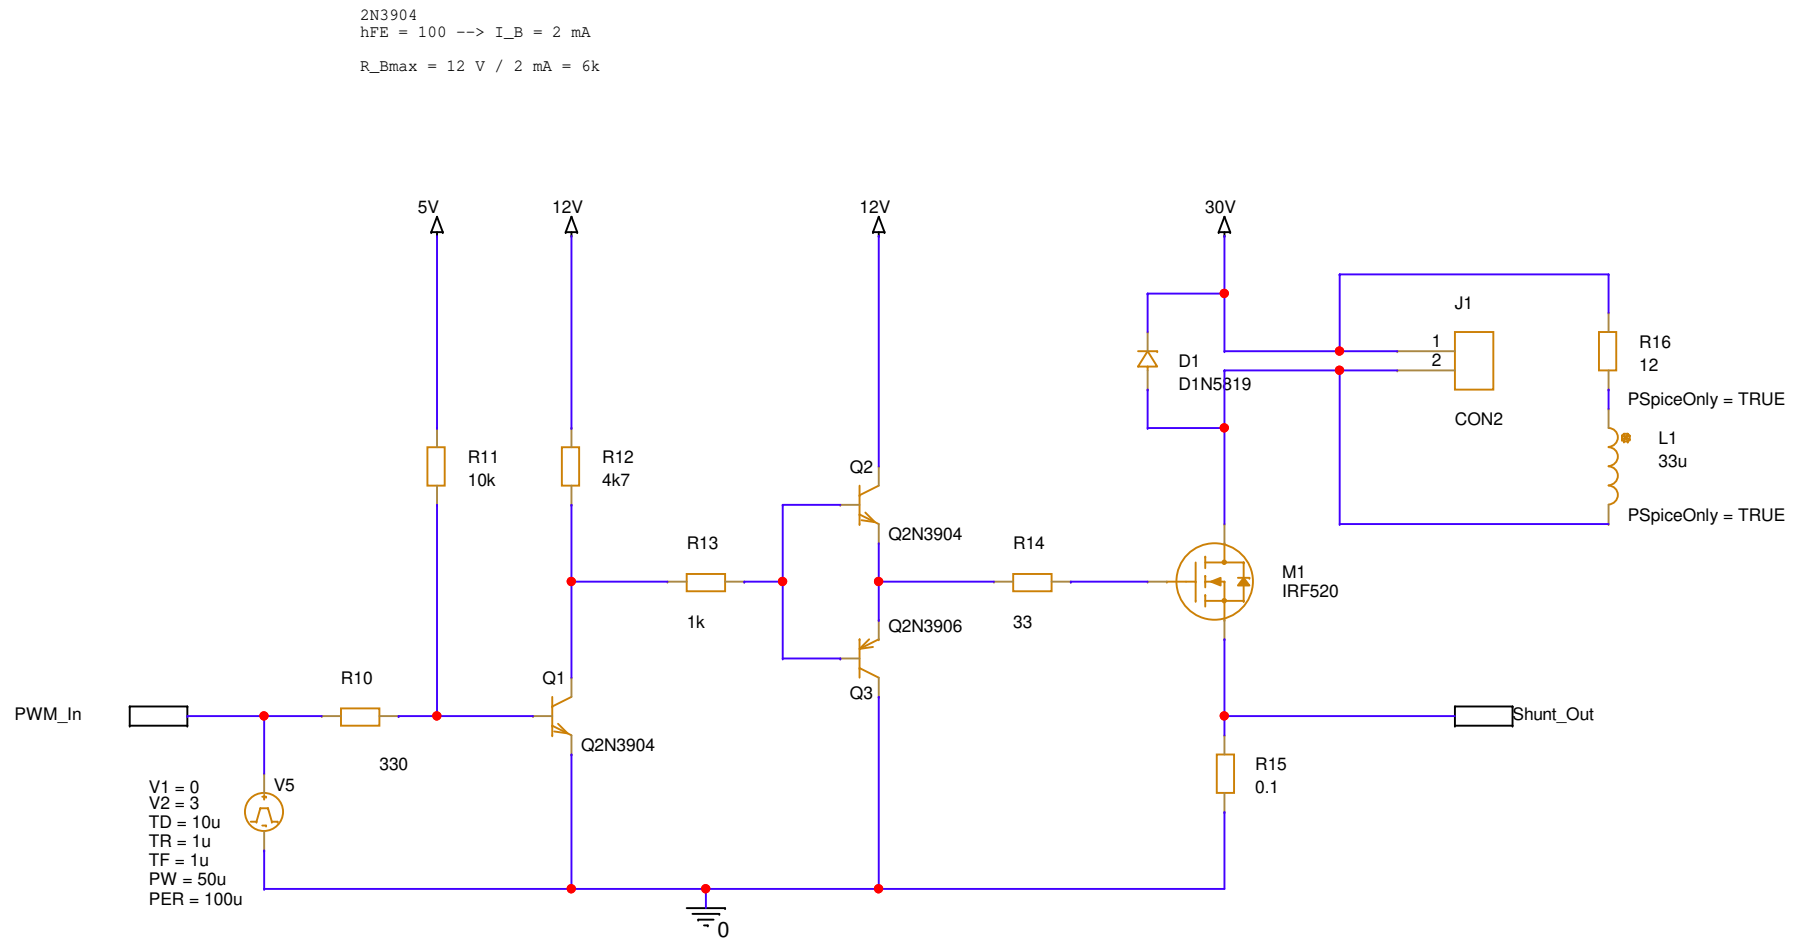 2N3904
hFE = 100 --> I_B = 2 mA
R_Bmax = 12 V / 2 mA = 6k
5V
12V
12V
30V
J1
1
2
CON2
R16
12
PSpiceOnly = TRUE
D1
D1N5819
L1
33u
PSpiceOnly = TRUE
R11
10k
R12
4k7
Q2
Q2N3904
R13
1k
R14
33
M1
IRF520
Q2N3906
Q3
R10
330
Q1
Q2N3904
PWM_In
Shunt_Out
R15
0.1
V5
V1 = 0
V2 = 3
TD = 10u
TR = 1u
TF = 1u
PW = 50u
PER = 100u
0